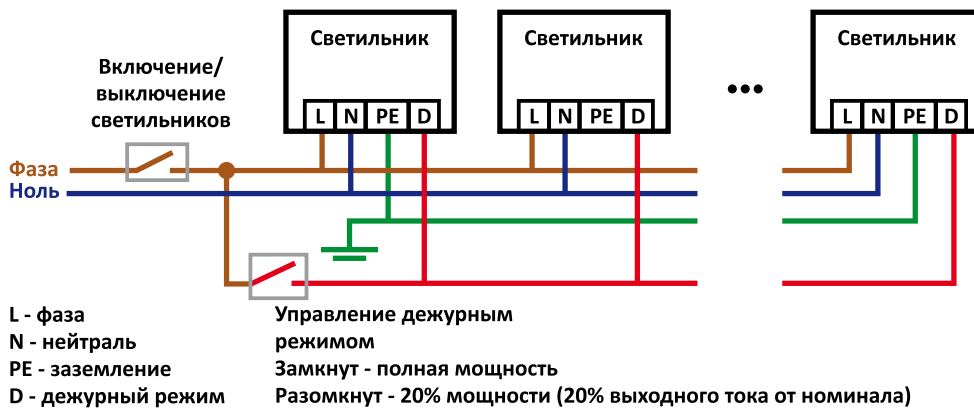 Светильник Светильник Светильник
Включение/
выключение
светильников
L N PE D L N PE D L N PE D
Фаза
Ноль
L - фаза
N - нейтраль
PE - заземление
D - дежурный режим
Управление дежурным
режимом
Замкнут - полная мощность
Разомкнут - 20% мощности (20% выходного тока от номинала)